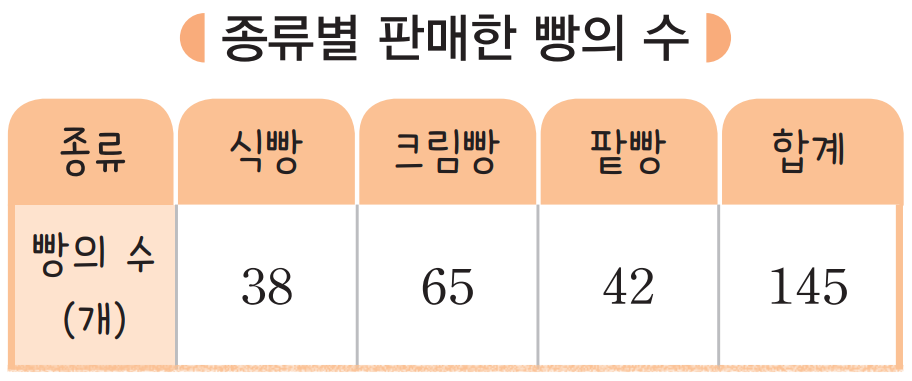 종류별 판매한 빵의 수
종류 식빵 크림빵 팥빵 합계
빵의 수
(개) 38 65 42 145